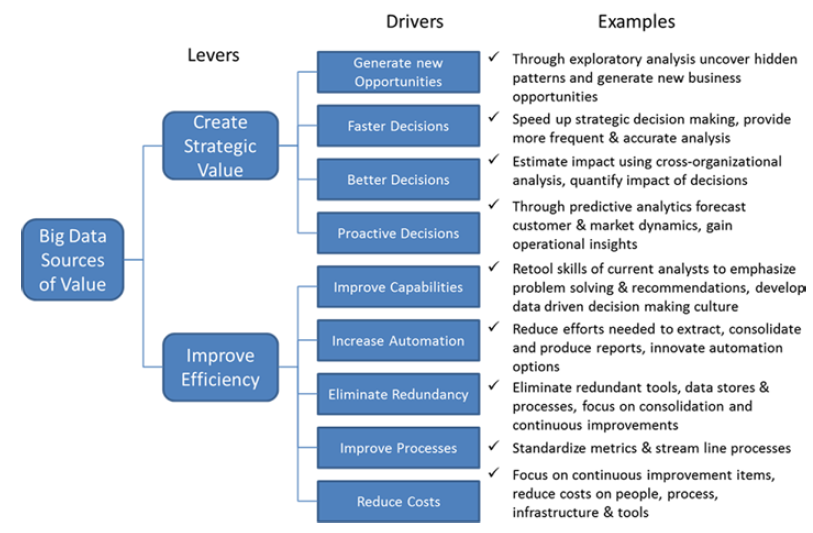 Drivers
Examples
Levers
Generate new
Opportunities
✓ Through exploratory analysis uncover hidden
patterns and generate new business
opportunities
Create
Strategic
Value
Faster Decisions
✓ Speed up strategic decision making, provide
more frequent & accurate analysis
Better Decisions
✓ Estimate impact using cross-organizational
analysis, quantify impact of decisions
Proactive Decisions
✓ Through predictive analytics forecast
customer & market dynamics, gain
operational insights
Big Data
Sources
of Value
Improve Capabilities
✓ Retool skills of current analysts to emphasize
problem solving & recommendations, develop
data driven decision making culture
Improve
Efficiency
Increase Automation
✓ Reduce efforts needed to extract, consolidate
and produce reports, innovate automation
options
Eliminate Redundancy
✓ Eliminate redundant tools, data stores &
processes, focus on consolidation and
continuous improvements
Improve Processes
✓ Standardize metrics & stream line processes
Reduce Costs
✓ Focus on continuous improvement items,
reduce costs on people, process,
infrastructure & tools